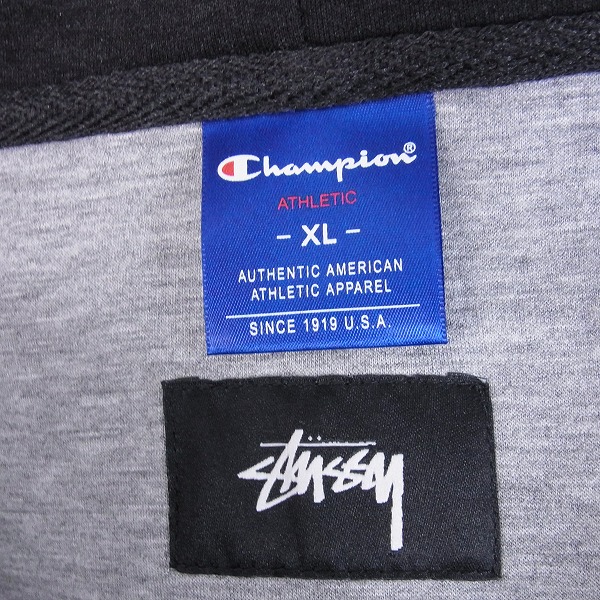 Champion®
ATHLETIC
- XL -
AUTHENTIC AMERICAN
ATHLETIC APPAREL
SINCE 1919 U.S.A.
Stüssy